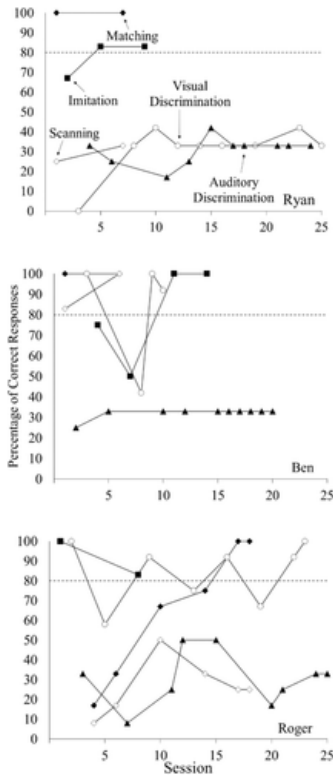 100
90
80
70
60
50
40
30
20
10
0
Matching
Imitation
Scanning
Visual
Discrimination
Auditory
Discrimination
Ryan
5 10 15 20 25
Percentage of Correct Responses
100
90
80
70
60
50
40
30
20
10
0
Ben
5 10 15 20 25
100
90
80
70
60
50
40
30
20
10
0
Roger
0 5 10 15 20 25
Session